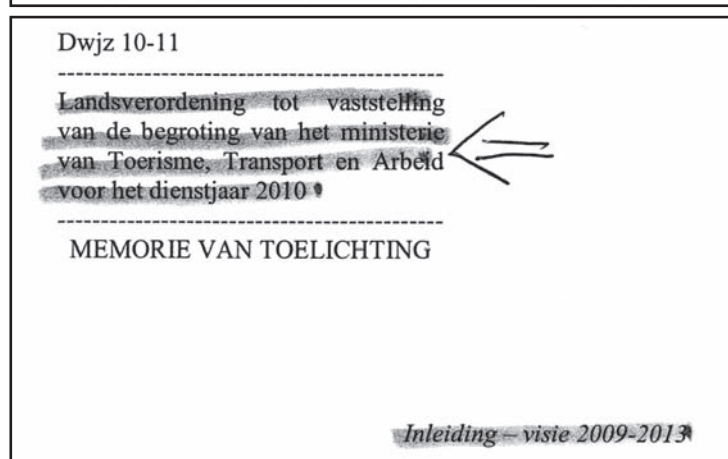 Dwjz 10-11
---------------------------------------------
Landsverordening tot vaststelling
van de begroting van het ministerie
van Toerisme, Transport en Arbeid
voor het dienstjaar 2010
---------------------------------------------
MEMORIE VAN TOELICHTING
Inleiding – visie 2009-2013